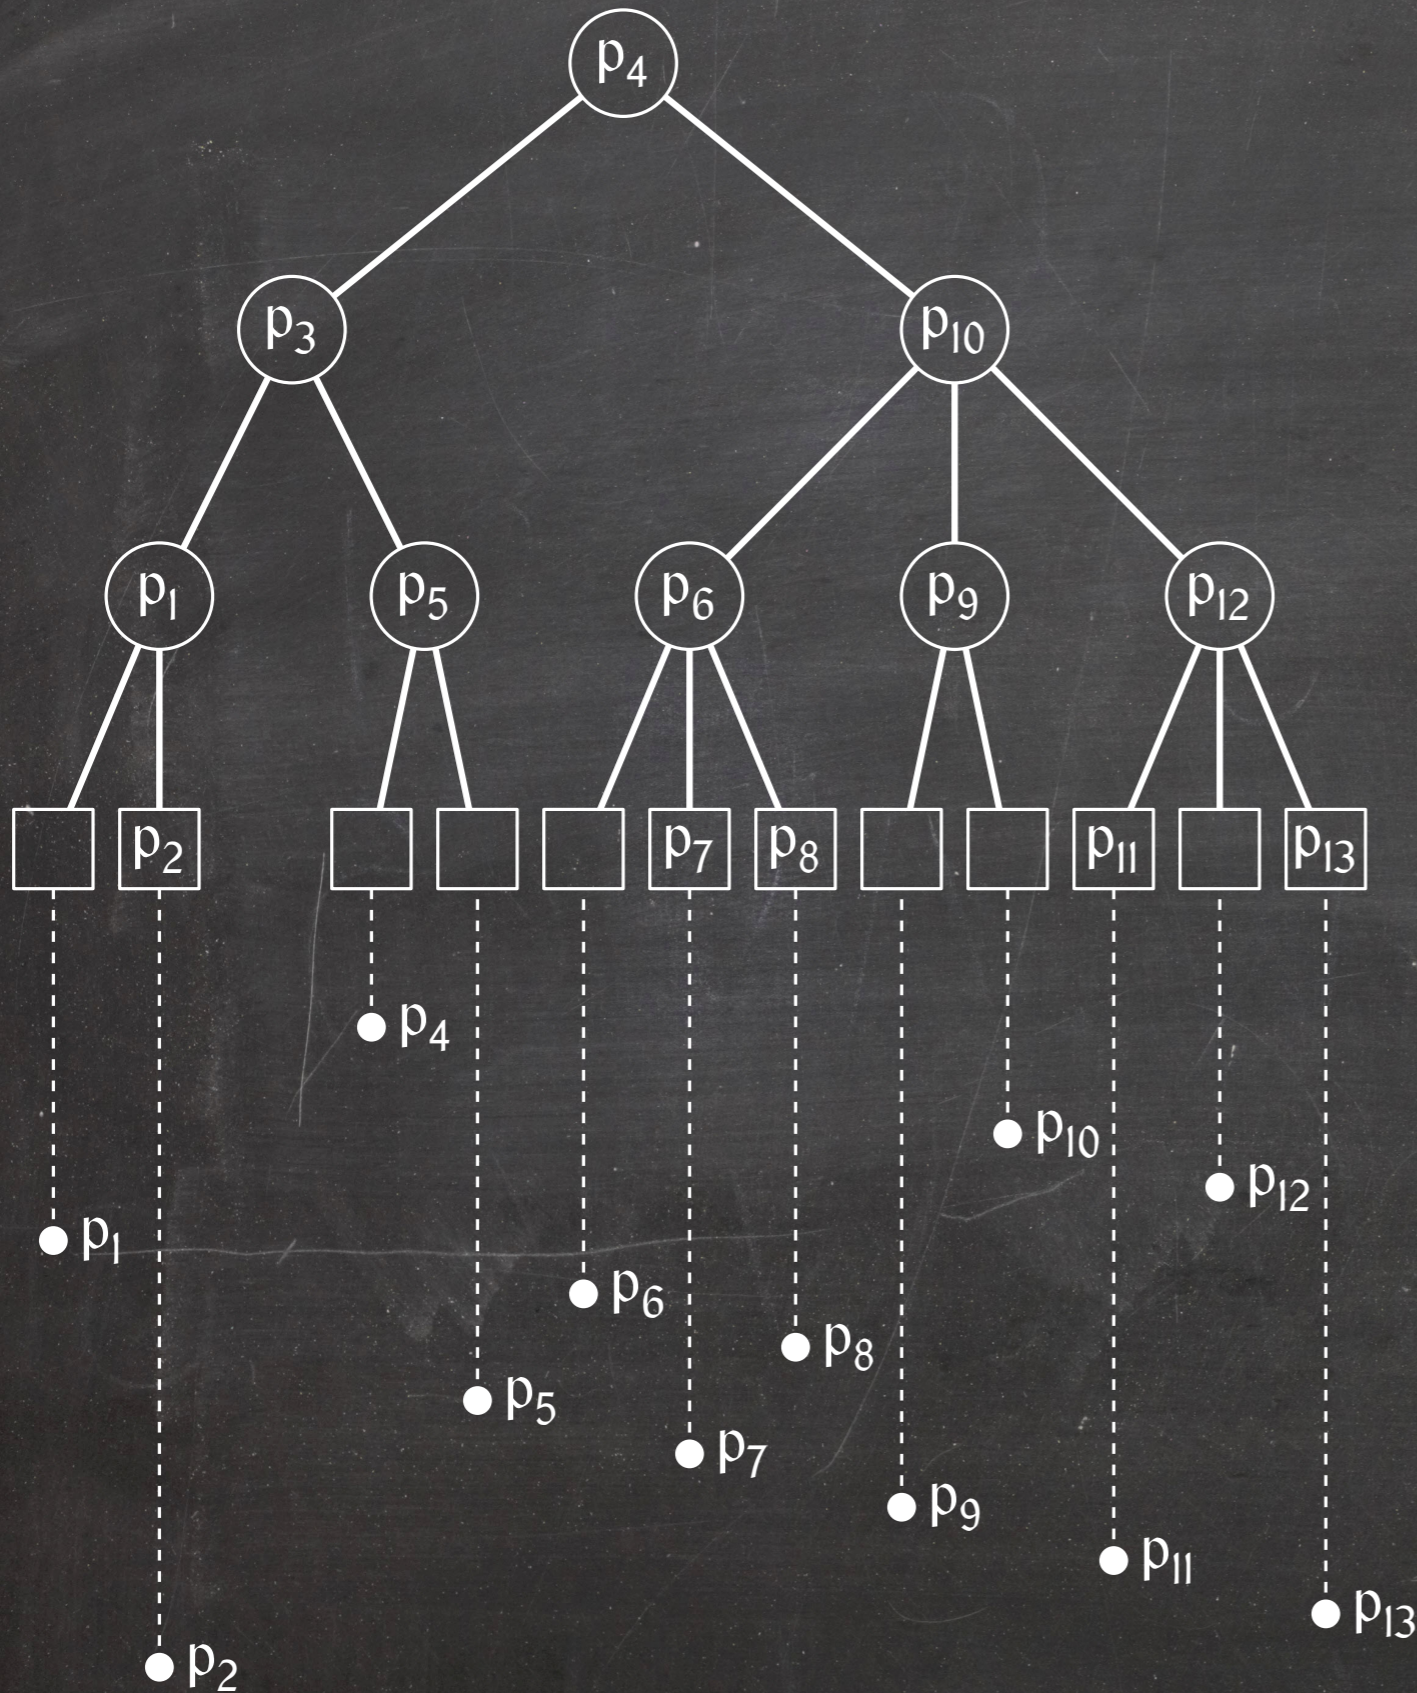 p₄
p₃ p₁₀
p₁ p₅ p₆ p₉ p₁₂
p₂ p₇ p₈ p₁₁ p₁₃
p₄
p₁₀
p₁₂
p₁
p₆
p₈
p₅
p₇
p₉
p₁₁
p₁₃
p₂